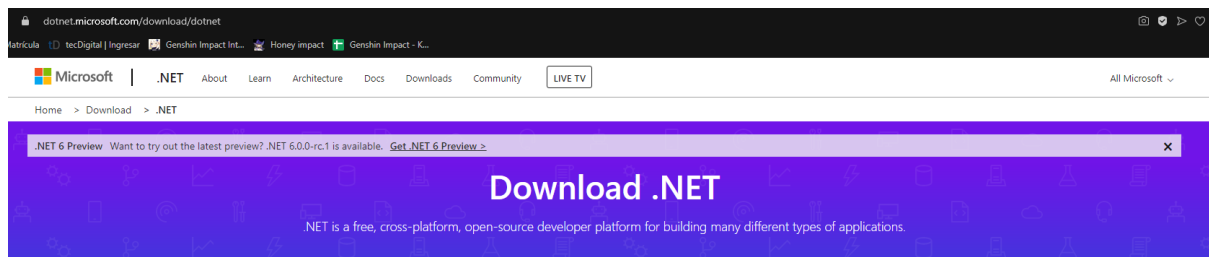 dotnet.microsoft.com/download/dotnet
Matrícula tD tecDigital | Ingresar Genshin Impact Int... Honey impact Genshin Impact - K...
Microsoft | .NET About Learn Architecture Docs Downloads Community LIVE TV All Microsoft
Home > Download > .NET
.NET 6 Preview Want to try out the latest preview? .NET 6.0.0-rc.1 is available. Get .NET 6 Preview > ×
Download .NET
.NET is a free, cross-platform, open-source developer platform for building many different types of applications.